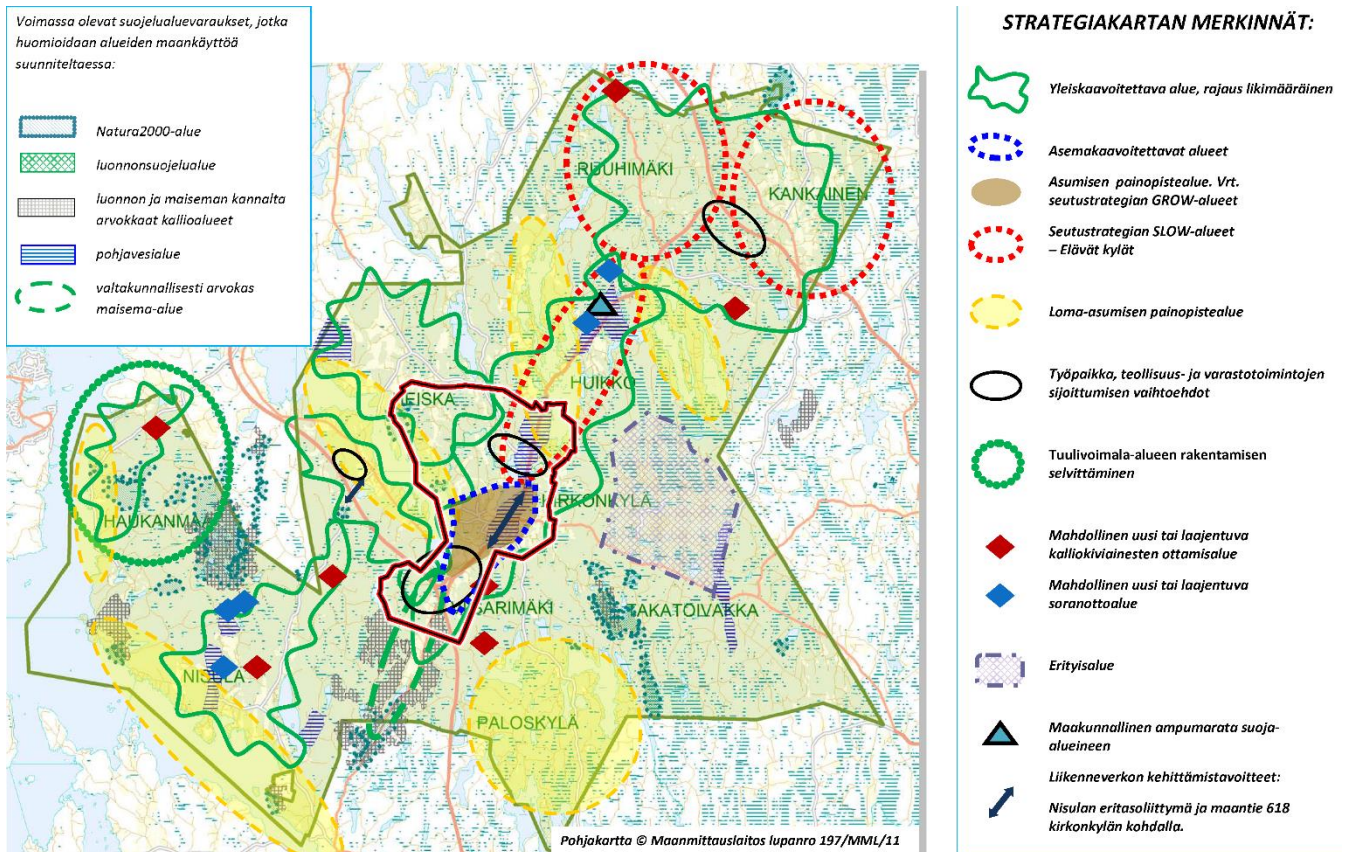 Voimassa olevat suojelualuevaraukset, jotka
huomioidaan alueiden maankäyttöä
suunniteltaessa:
Natura2000-alue
luonnonsuojelualue
luonnon ja maiseman kannalta
arvokkaat kallioalueet
pohjavesialue
valtakunnallisesti arvokas
maisema-alue
RUUHIMÄKI
KANKAINEN
HUIKKO
HAUKANMAA
NISULA
PALOSKYLÄ
Pohjakartta © Maanmittauslaitos lupanro 197/MML/11
STRATEGIAKARTAN MERKINNÄT:
Yleiskaavoitettava alue, rajaus likimääräinen
Asemakaavoitettavat alueet
Asumisen painopistealue. Vrt.
seutustrategian GROW-alueet
Seutustrategian SLOW-alueet
– Elävät kylät
Loma-asumisen painopistealue
Työpaikka, teollisuus- ja varastotoimintojen
sijoittumisen vaihtoehdot
Tuulivoimala-alueen rakentamisen
selvittäminen
Mahdollinen uusi tai laajentuva
kalliokiviainesten ottamisalue
Mahdollinen uusi tai laajentuva
soranottoalue
Erityisalue
Maakunnallinen ampumarata suoja-
alueineen
Liikenneverkon kehittämistavoitteet:
Nisulan eritasoliittymä ja maantie 618
kirkonkylän kohdalla.